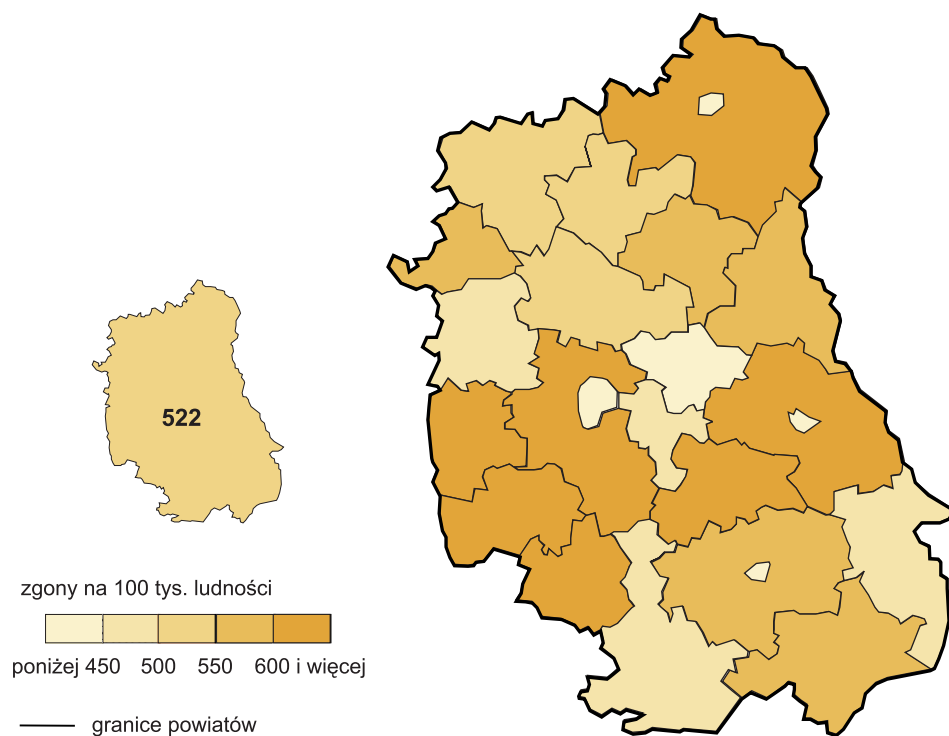 522
zgony na 100 tys. ludności
poniżej 450 500 550 600 i więcej
granice powiatów